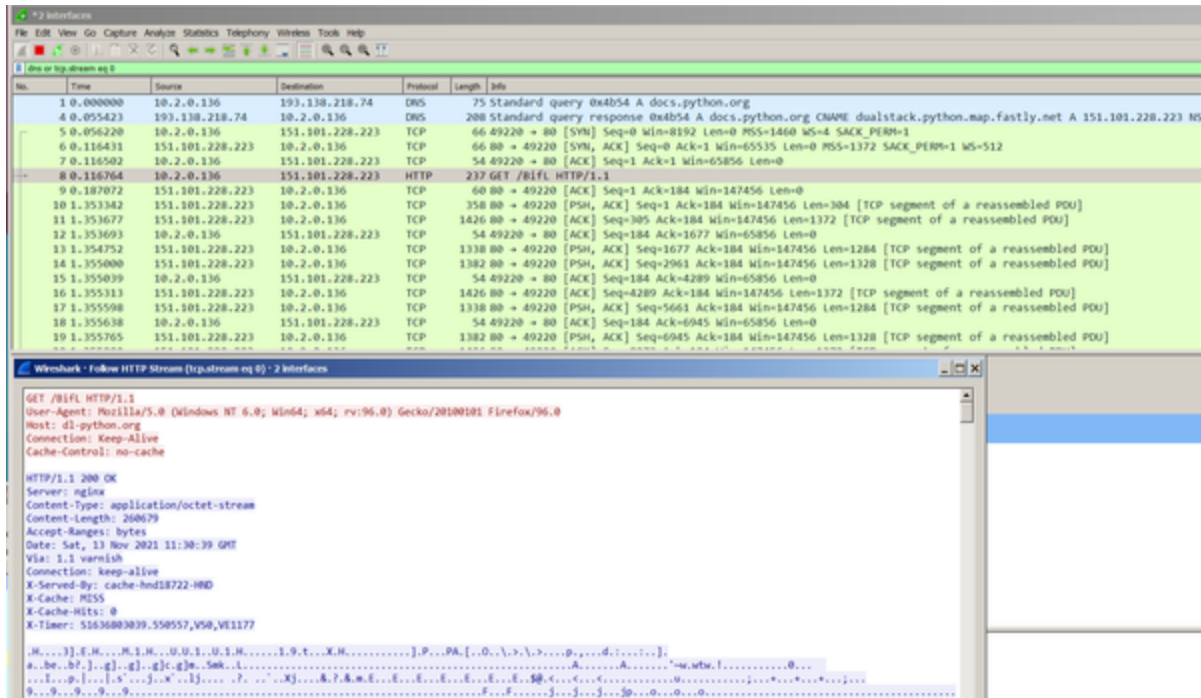 *2 interfaces
File Edit View Go Capture Analyze Statistics Telephony Wireless Tools Help
dns or tcp.stream eq 0
No. Time Source Destination Protocol Length Info
1 0.000000 10.2.0.136 193.138.218.74 DNS 75 Standard query 0x4b54 A docs.python.org
4 0.055423 193.138.218.74 10.2.0.136 DNS 208 Standard query response 0x4b54 A docs.python.org CNAME dualstack.python.map.fastly.net A 151.101.228.223 NS
5 0.056220 10.2.0.136 151.101.228.223 TCP 66 49220 → 80 [SYN] Seq=0 Win=8192 Len=0 MSS=1460 WS=4 SACK_PERM=1
6 0.116431 151.101.228.223 10.2.0.136 TCP 66 80 → 49220 [SYN, ACK] Seq=0 Ack=1 Win=65535 Len=0 MSS=1372 SACK_PERM=1 WS=512
7 0.116502 10.2.0.136 151.101.228.223 TCP 54 49220 → 80 [ACK] Seq=1 Ack=1 Win=65856 Len=0
8 0.116764 10.2.0.136 151.101.228.223 HTTP 237 GET /BifL HTTP/1.1
9 0.187072 151.101.228.223 10.2.0.136 TCP 60 80 → 49220 [ACK] Seq=1 Ack=184 Win=147456 Len=0
10 1.353342 151.101.228.223 10.2.0.136 TCP 358 80 → 49220 [PSH, ACK] Seq=1 Ack=184 Win=147456 Len=304 [TCP segment of a reassembled PDU]
11 1.353677 151.101.228.223 10.2.0.136 TCP 1426 80 → 49220 [ACK] Seq=305 Ack=184 Win=147456 Len=1372 [TCP segment of a reassembled PDU]
12 1.353693 10.2.0.136 151.101.228.223 TCP 54 49220 → 80 [ACK] Seq=184 Ack=1677 Win=65856 Len=0
13 1.354752 151.101.228.223 10.2.0.136 TCP 1338 80 → 49220 [PSH, ACK] Seq=1677 Ack=184 Win=147456 Len=1284 [TCP segment of a reassembled PDU]
14 1.355000 151.101.228.223 10.2.0.136 TCP 1382 80 → 49220 [PSH, ACK] Seq=2961 Ack=184 Win=147456 Len=1328 [TCP segment of a reassembled PDU]
15 1.355039 10.2.0.136 151.101.228.223 TCP 54 49220 → 80 [ACK] Seq=184 Ack=4289 Win=65856 Len=0
16 1.355313 151.101.228.223 10.2.0.136 TCP 1426 80 → 49220 [ACK] Seq=4289 Ack=184 Win=147456 Len=1372 [TCP segment of a reassembled PDU]
17 1.355598 151.101.228.223 10.2.0.136 TCP 1338 80 → 49220 [PSH, ACK] Seq=5661 Ack=184 Win=147456 Len=1284 [TCP segment of a reassembled PDU]
18 1.355638 10.2.0.136 151.101.228.223 TCP 54 49220 → 80 [ACK] Seq=184 Ack=6945 Win=65856 Len=0
19 1.355765 151.101.228.223 10.2.0.136 TCP 1382 80 → 49220 [PSH, ACK] Seq=6945 Ack=184 Win=147456 Len=1328 [TCP segment of a reassembled PDU]
Wireshark · Follow HTTP Stream (tcp.stream eq 0) · 2 interfaces
GET /BifL HTTP/1.1
User-Agent: Mozilla/5.0 (Windows NT 6.0; Win64; x64; rv:96.0) Gecko/20100101 Firefox/96.0
Host: dl-python.org
Connection: Keep-Alive
Cache-Control: no-cache
HTTP/1.1 200 OK
Server: nginx
Content-Type: application/octet-stream
Content-Length: 260679
Accept-Ranges: bytes
Date: Sat, 13 Nov 2021 11:30:39 GMT
Via: 1.1 varnish
Connection: keep-alive
X-Served-By: cache-hnd18722-HND
X-Cache: MISS
X-Cache-Hits: 0
X-Timer: S1636803039.550557,VS0,VE1177